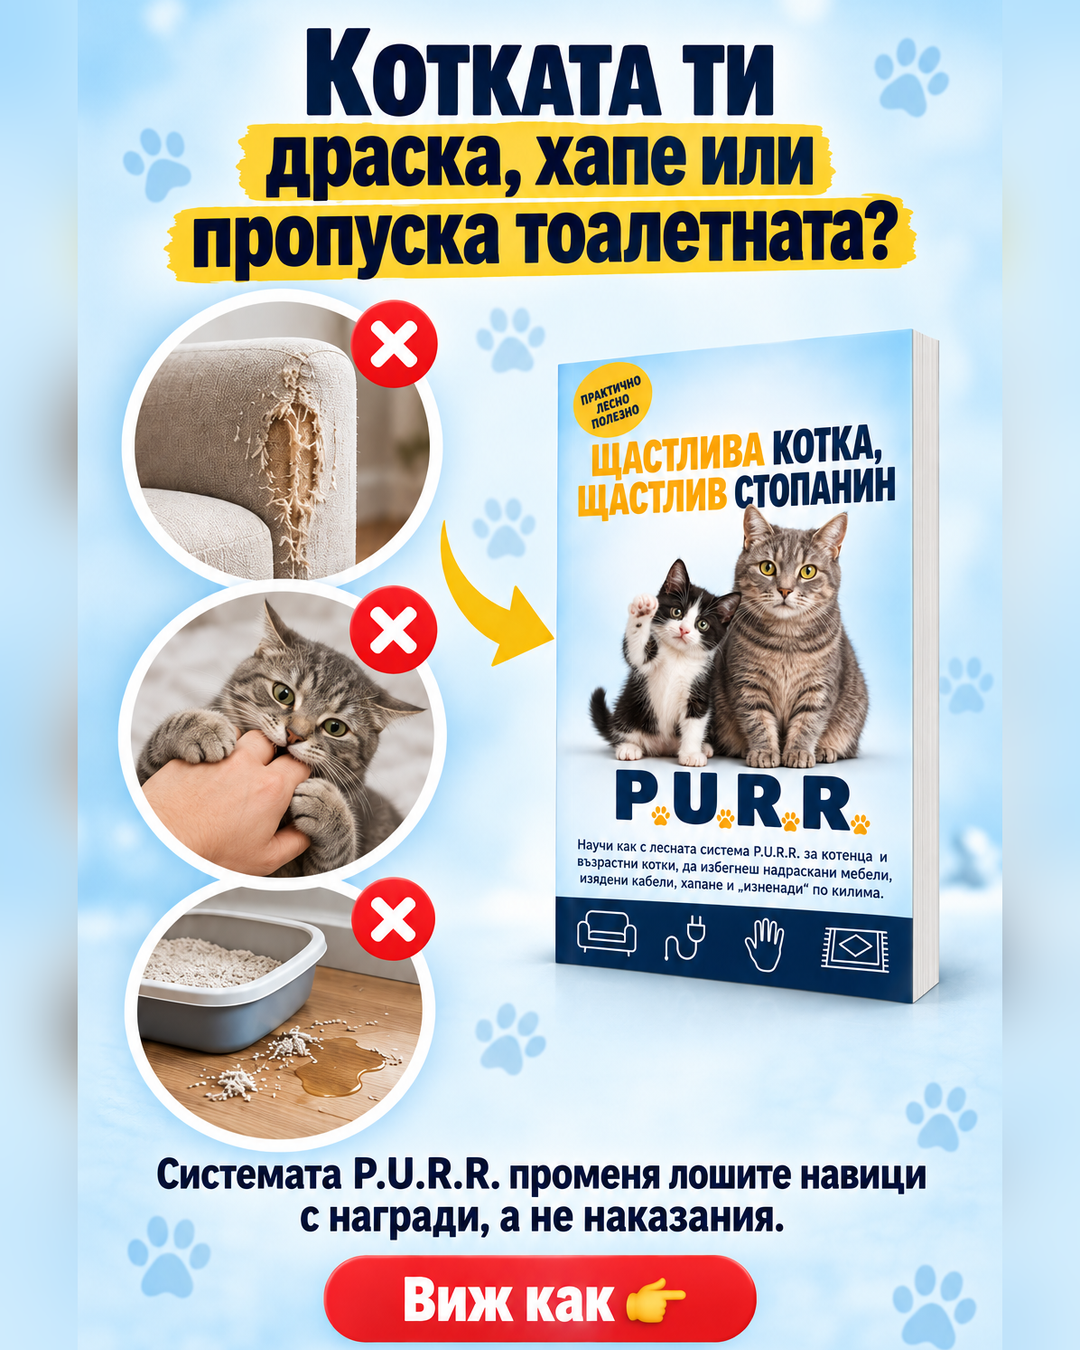 Котката ти
драска, хапе или
пропуска тоалетната?
ПРАКТИЧНО
ЛЕСНО
ПОЛЕЗНО
ЩАСТЛИВА КОТКА,
ЩАСТЛИВ СТОПАНИН
P.U.R.R.
Научи как с лесната система P.U.R.R. за котенца и
възрастни котки, да избегнеш надраскани мебели,
изядени кабели, хапане и „изненади“ по килима.
Системата P.U.R.R. променя лошите навици
с награди, а не наказания.
Виж как 👉